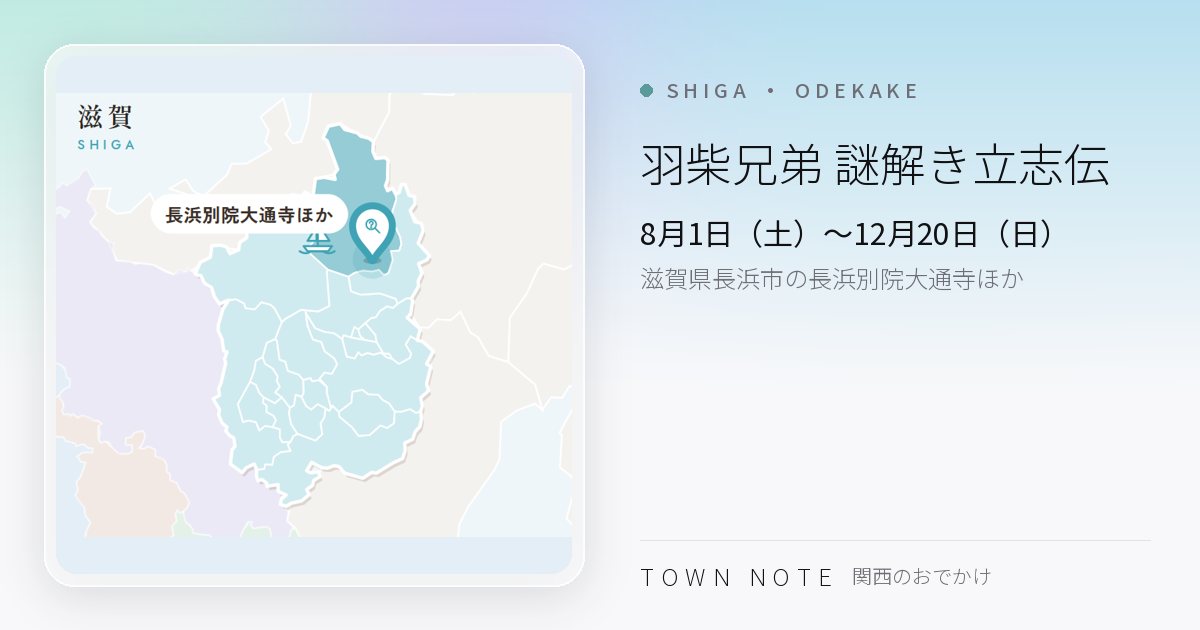 滋賀
SHIGA
長浜別院大通寺ほか
SHIGA • ODEKAKE
羽柴兄弟 謎解き立志伝
8月1日（土）〜12月20日（日）
滋賀県長浜市の長浜別院大通寺ほか
TOWN NOTE 関西のおでかけ